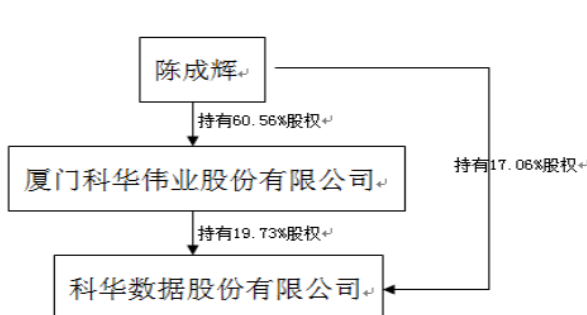 陈成辉
持有60.56%股权
厦门科华伟业股份有限公司
持有17.06%股权
持有19.73%股权
科华数据股份有限公司